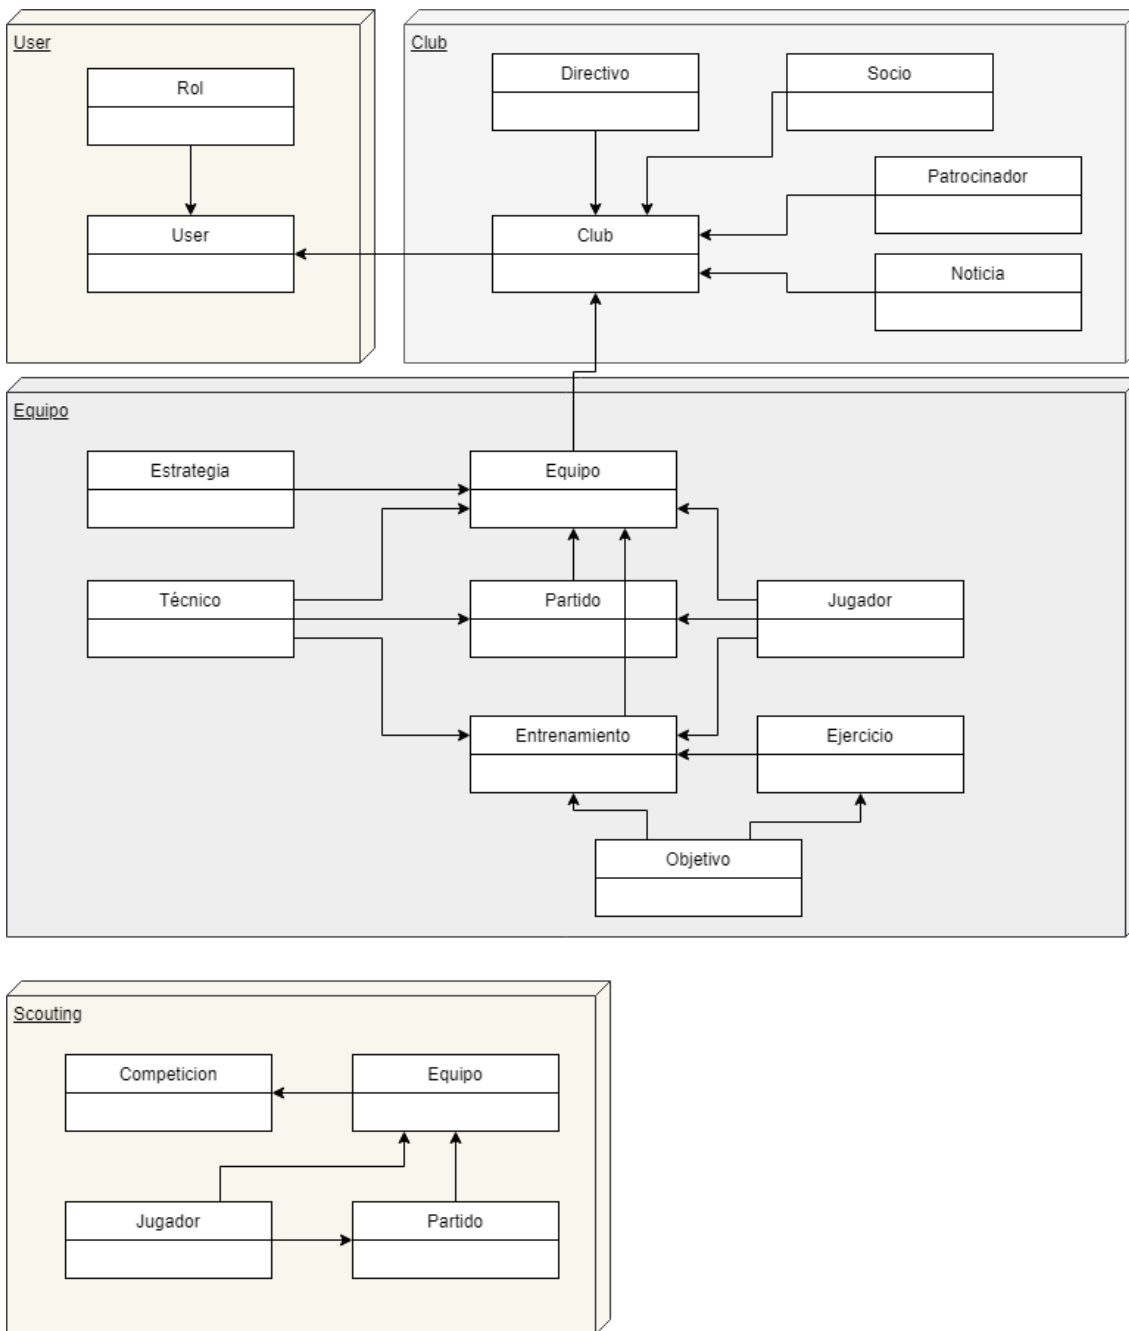 User
Rol
User
Club
Directivo
Socio
Patrocinador
Club
Noticia
Equipo
Estrategia
Equipo
Técnico
Partido
Jugador
Entrenamiento
Ejercicio
Objetivo
Scouting
Competicion
Equipo
Jugador
Partido